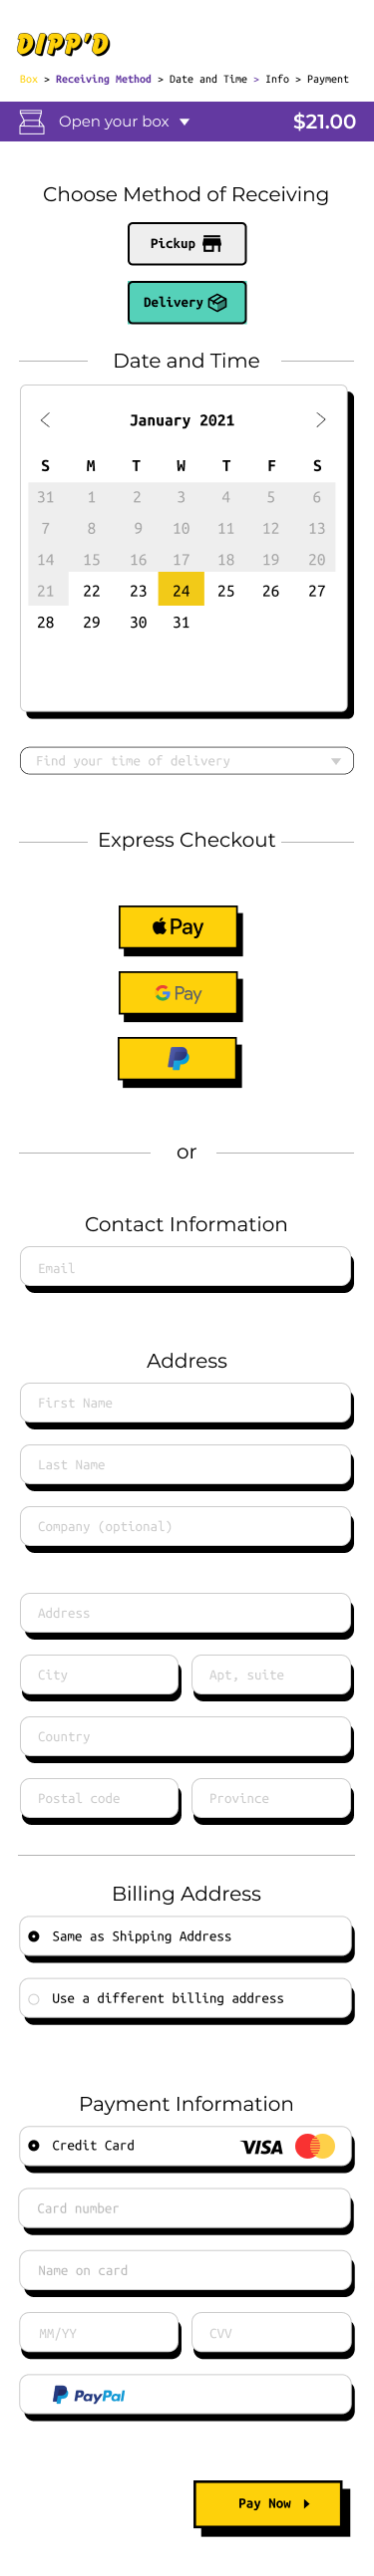 DIPP'D
Box > Receiving Method > Date and Time > Info > Payment
Open your box $21.00
Choose Method of Receiving
Pickup
Delivery
Date and Time
January 2021
S M T W T F S
31 1 2 3 4 5 6
7 8 9 10 11 12 13
14 15 16 17 18 19 20
21 22 23 24 25 26 27
28 29 30 31
Find your time of delivery
Express Checkout
Pay
G Pay
P
or
Contact Information
Email
Address
First Name
Last Name
Company (optional)
Address
City Apt, suite
Country
Postal code Province
Billing Address
Same as Shipping Address
Use a different billing address
Payment Information
Credit Card VISA
Card number
Name on card
MM/YY CVV
PayPal
Pay Now